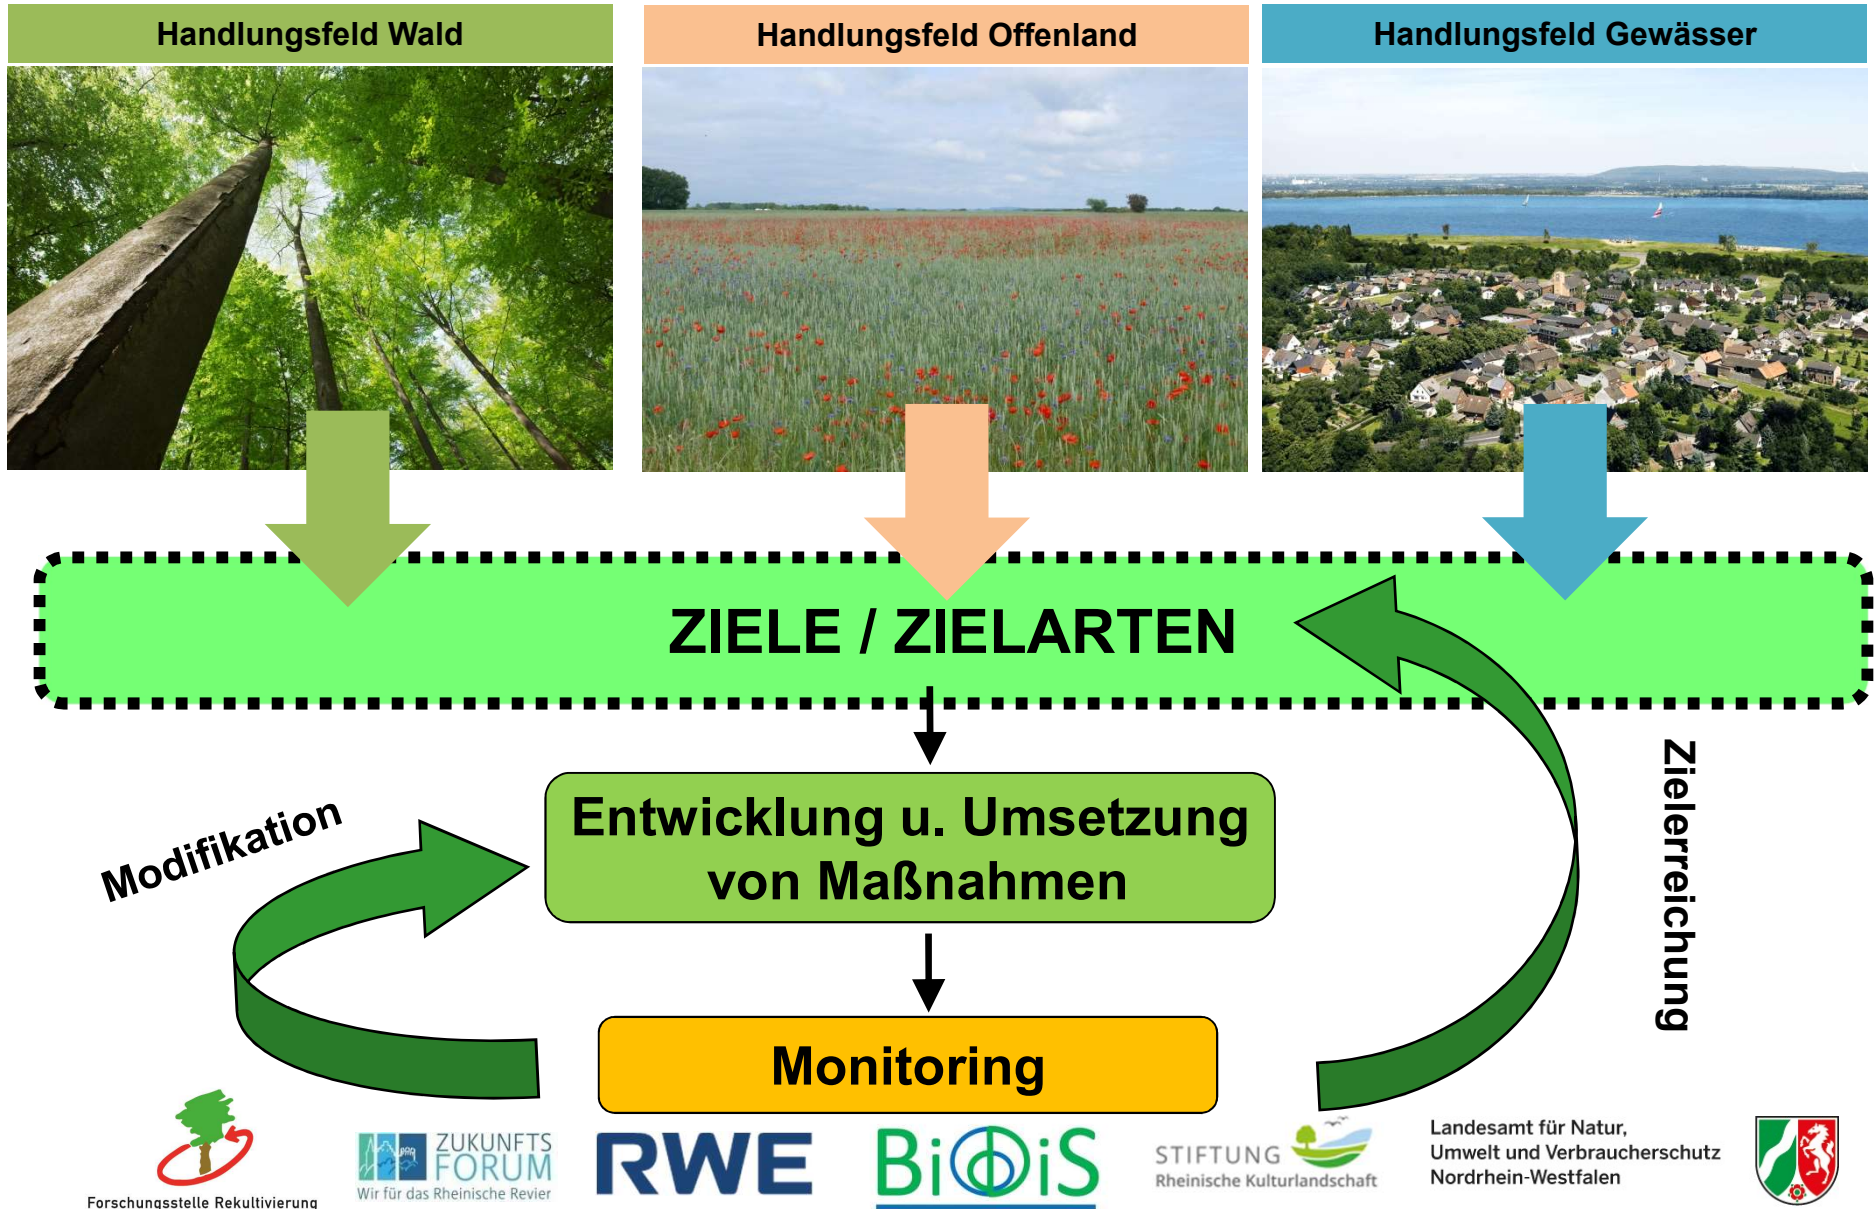 Handlungsfeld Wald
Handlungsfeld Offenland
Handlungsfeld Gewässer
ZIELE / ZIELARTEN
Modifikation
Entwicklung u. Umsetzung
von Maßnahmen
Zielerreichung
Monitoring
Forschungsstelle Rekultivierung
ZUKUNFTS
FORUM
Wir für das Rheinische Revier
RWE
BiOiS
STIFTUNG
Rheinische Kulturlandschaft
Landesamt für Natur,
Umwelt und Verbraucherschutz
Nordrhein-Westfalen